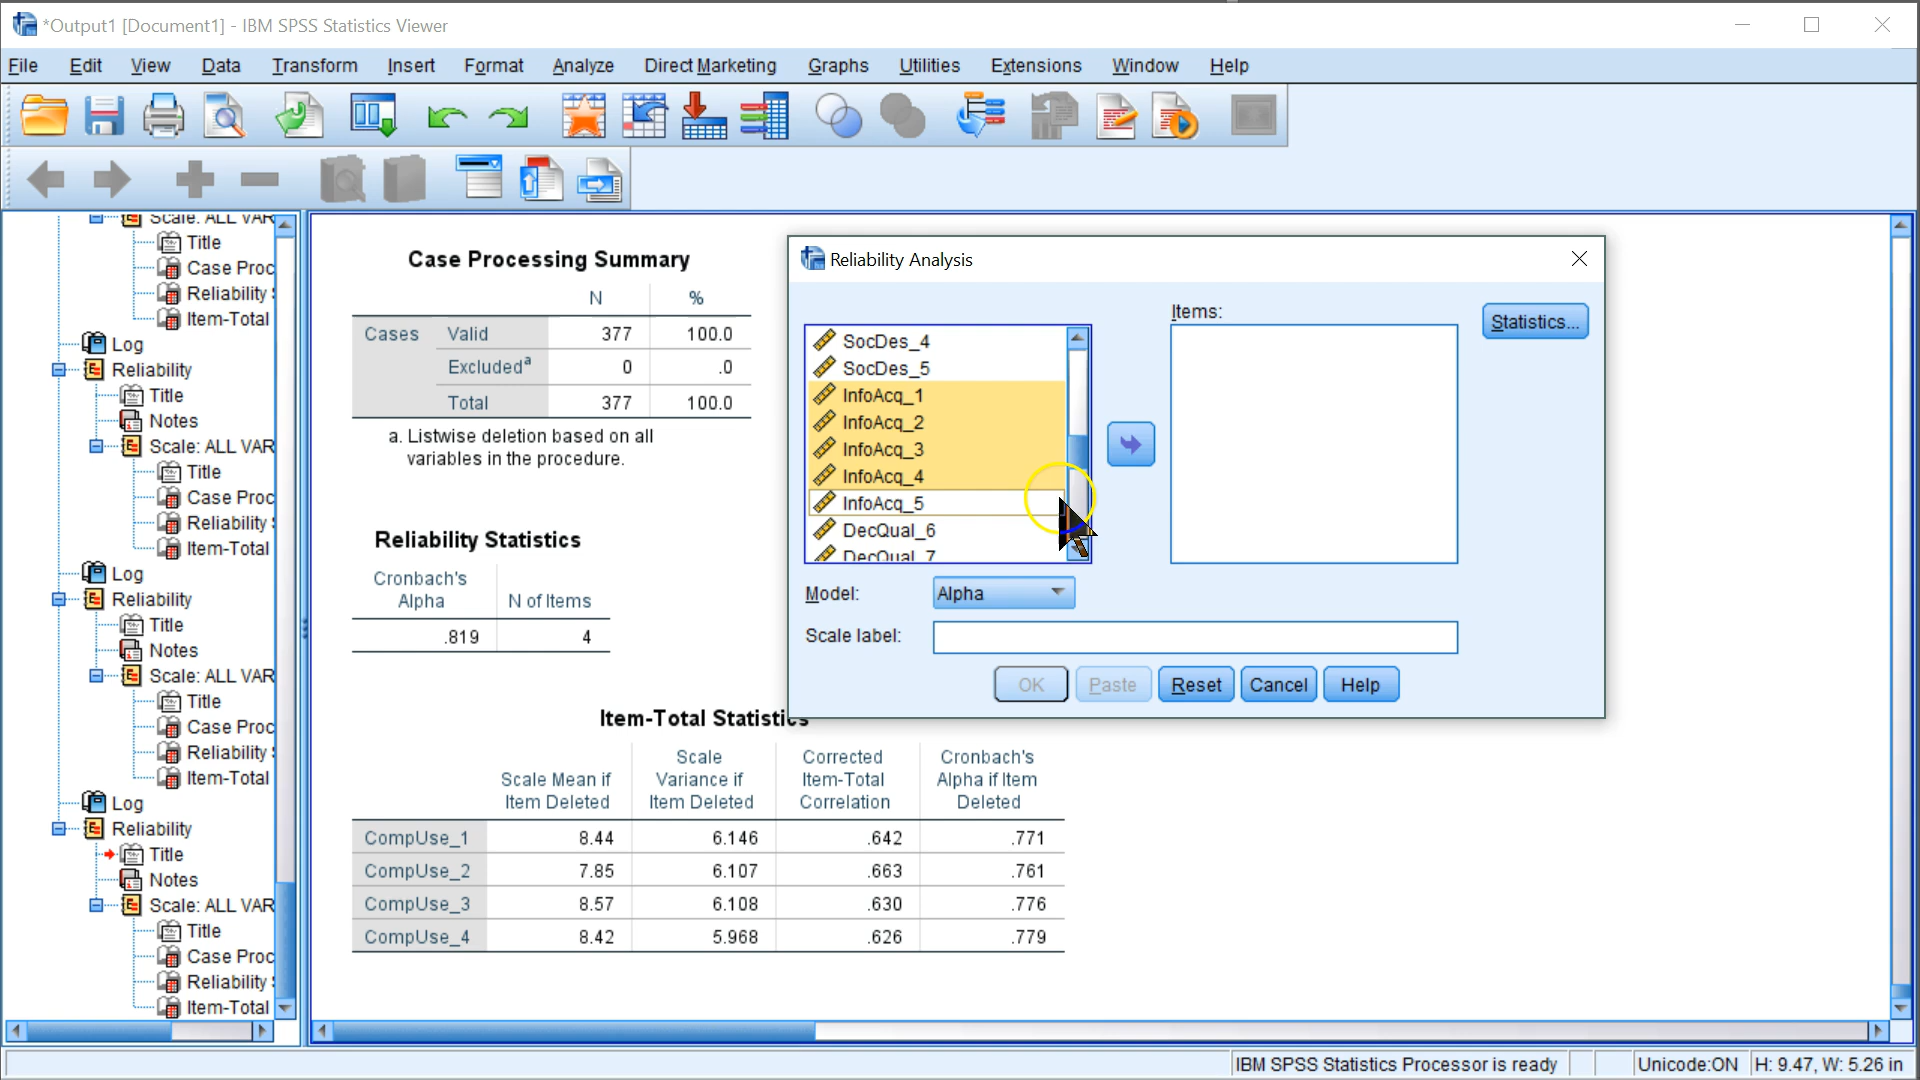 *Output1 [Document1] - IBM SPSS Statistics Viewer
File Edit View Data Transform Insert Format Analyze Direct Marketing Graphs Utilities Extensions Window Help
Scale: ALL VAR
Title
Case Proc
Reliability
Item-Total
Log
Reliability
Title
Notes
Scale: ALL VAR
Title
Case Proc
Reliability
Item-Total
Log
Reliability
Title
Notes
Scale: ALL VAR
Title
Case Proc
Reliability
Item-Total
Log
Reliability
Title
Notes
Scale: ALL VAR
Title
Case Proc
Reliability
Item-Total
Case Processing Summary
N %
Cases Valid 377 100.0
Excluded a 0 .0
Total 377 100.0
a. Listwise deletion based on all
variables in the procedure.
Reliability Statistics
Cronbach's
Alpha N of Items
.819 4
Item-Total Statistics
Scale Mean if
Item Deleted
Scale
Variance if
Item Deleted
Corrected
Item-Total
Correlation
Cronbach's
Alpha if Item
Deleted
CompUse_1 8.44 6.146 .642 .771
CompUse_2 7.85 6.107 .663 .761
CompUse_3 8.57 6.108 .630 .776
CompUse_4 8.42 5.968 .626 .779
Reliability Analysis
Items:
Statistics...
SocDes_4
SocDes_5
InfoAcq_1
InfoAcq_2
InfoAcq_3
InfoAcq_4
InfoAcq_5
DecQual_6
DecQual_7
Model: Alpha
Scale label:
OK Paste Reset Cancel Help
IBM SPSS Statistics Processor is ready Unicode:ON H: 9.47, W: 5.26 in